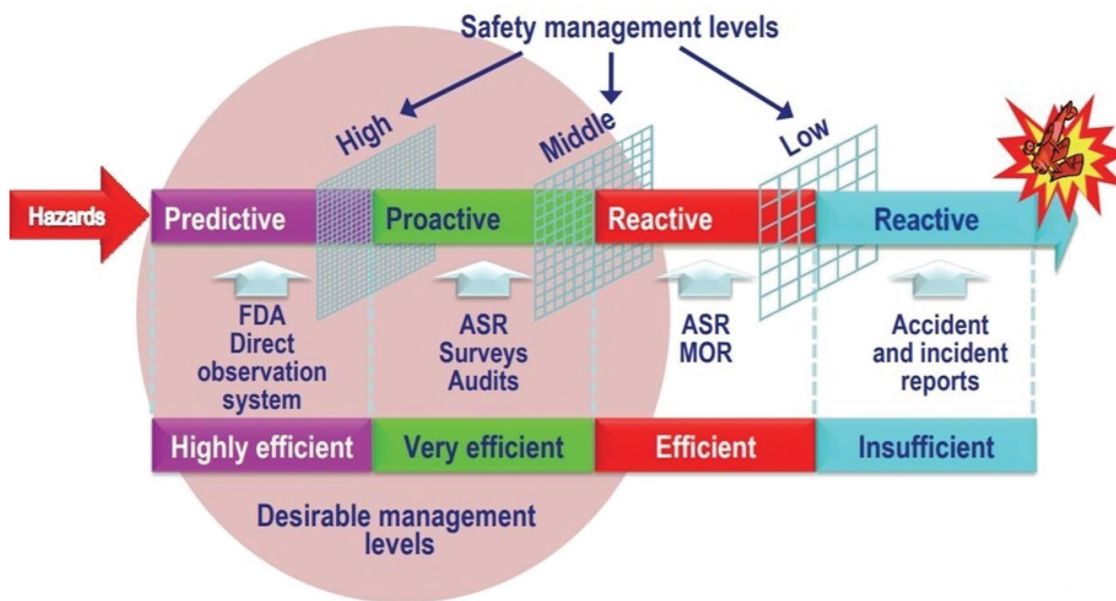 Safety management levels
High
Middle
Low
Hazards
Predictive
Proactive
Reactive
Reactive
FDA
Direct
observation
system
ASR
Surveys
Audits
ASR
MOR
Accident
and incident
reports
Highly efficient
Very efficient
Efficient
Insufficient
Desirable management
levels